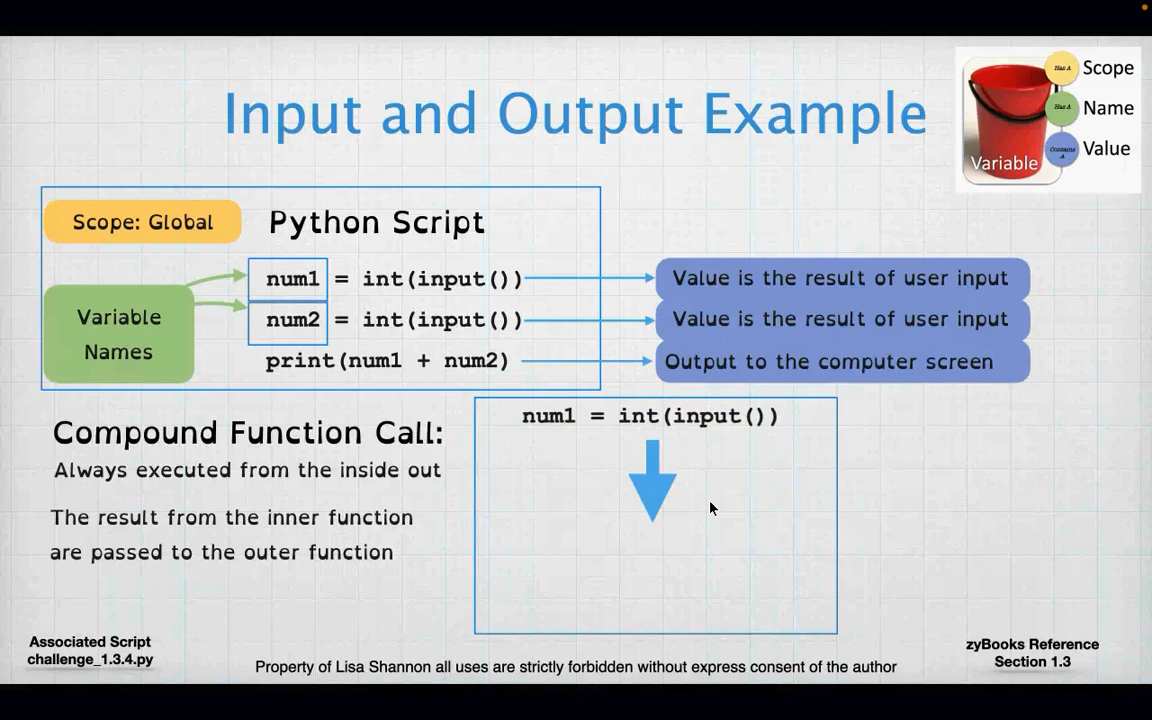 Input and Output Example
Has A
Scope
Has A
Name
Contains A
Value
Variable
Scope: Global
Python Script
num1 = int(input())
Value is the result of user input
Variable
Names
num2 = int(input())
Value is the result of user input
print(num1 + num2)
Output to the computer screen
Compound Function Call:
Always executed from the inside out
The result from the inner function
are passed to the outer function
num1 = int(input())
Associated Script
challenge_1.3.4.py
Property of Lisa Shannon all uses are strictly forbidden without express consent of the author
zyBooks Reference
Section 1.3